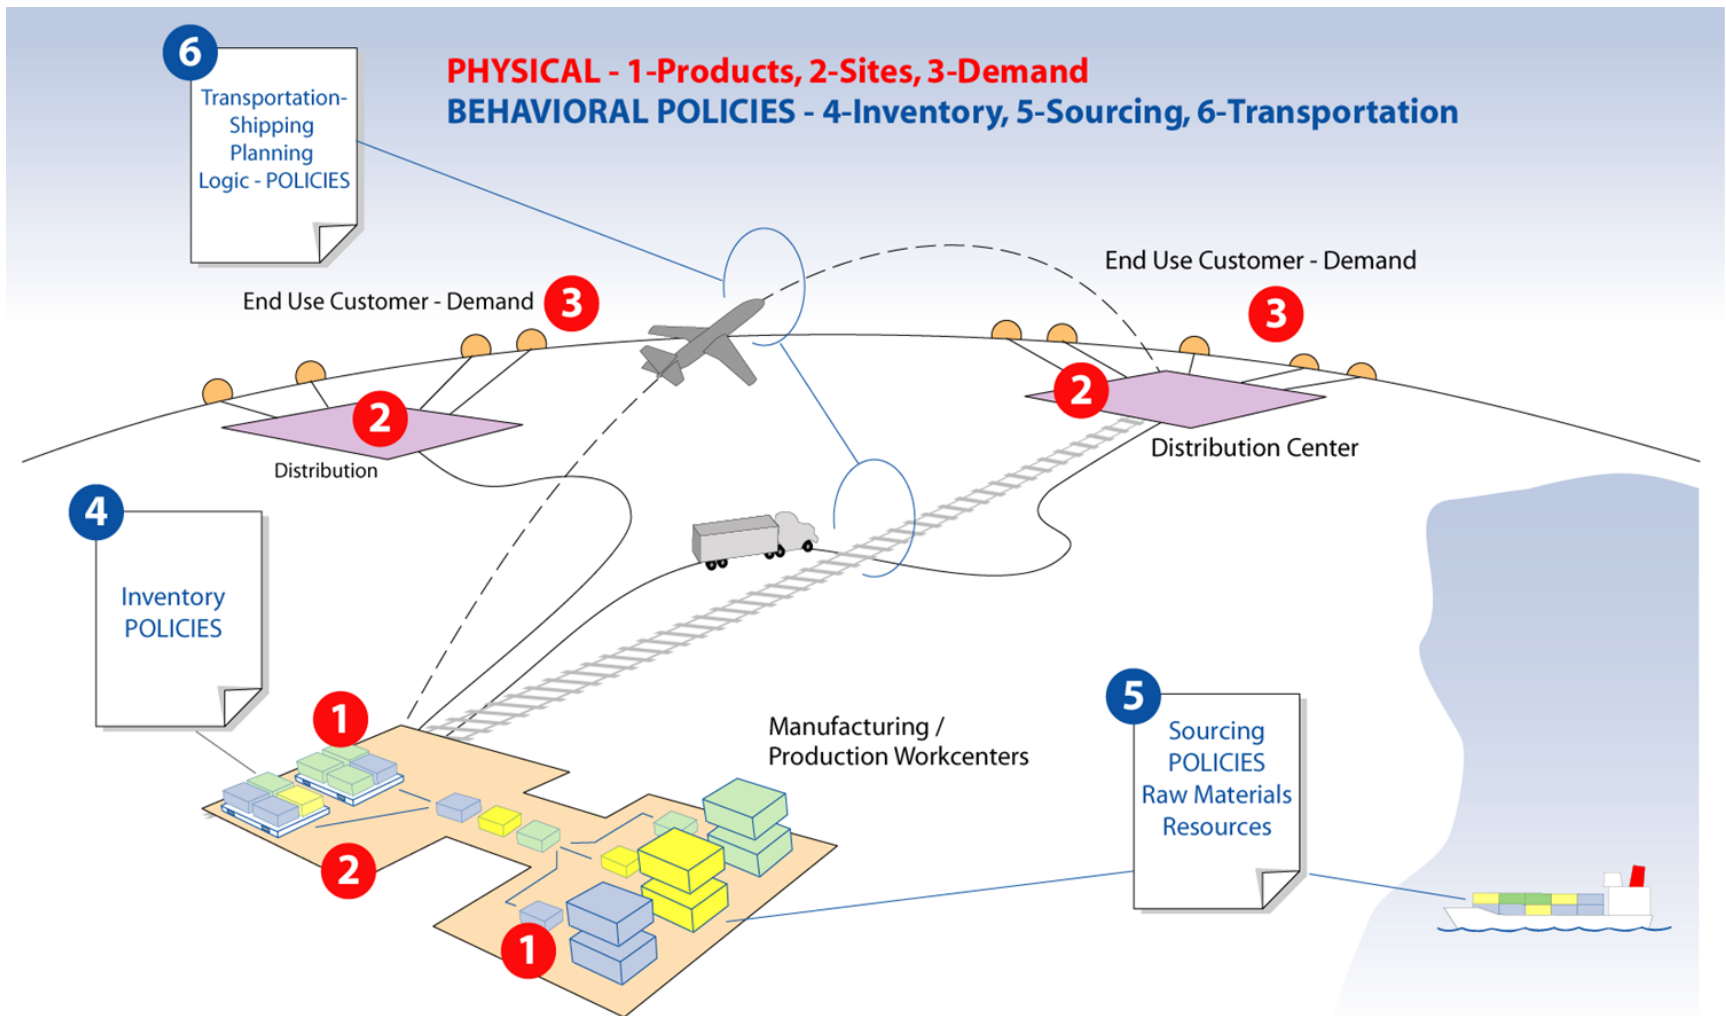 6
Transportation-
Shipping
Planning
Logic - POLICIES
PHYSICAL - 1-Products, 2-Sites, 3-Demand
BEHAVIORAL POLICIES - 4-Inventory, 5-Sourcing, 6-Transportation
End Use Customer - Demand
3
End Use Customer - Demand
3
2
Distribution
2
Distribution Center
4
Inventory
POLICIES
1
2
1
Manufacturing /
Production Workcenters
5
Sourcing
POLICIES
Raw Materials
Resources